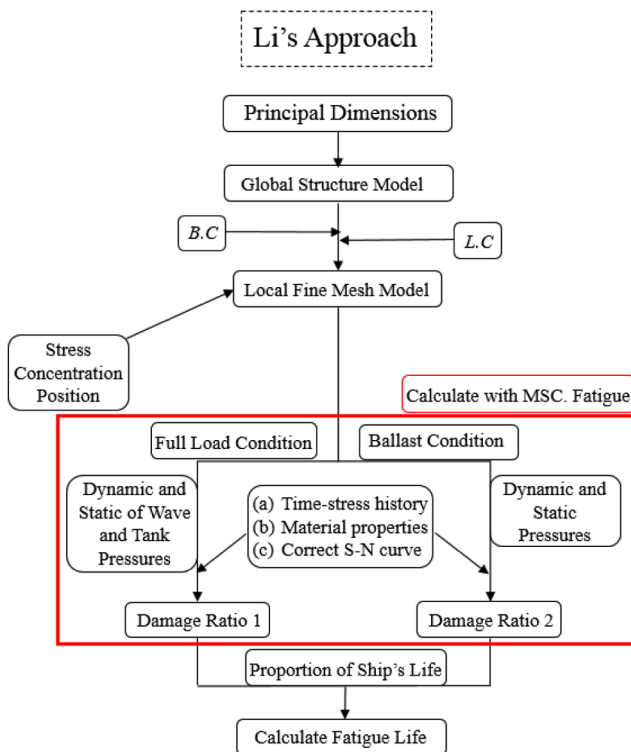 Li's Approach
Principal Dimensions
Global Structure Model
B.C
L.C
Local Fine Mesh Model
Stress
Concentration
Position
Calculate with MSC. Fatigue
Full Load Condition
Ballast Condition
Dynamic and
Static of Wave
and Tank
Pressures
(a) Time-stress history
(b) Material properties
(c) Correct S-N curve
Dynamic and
Static
Pressures
Damage Ratio 1
Damage Ratio 2
Proportion of Ship's Life
Calculate Fatigue Life